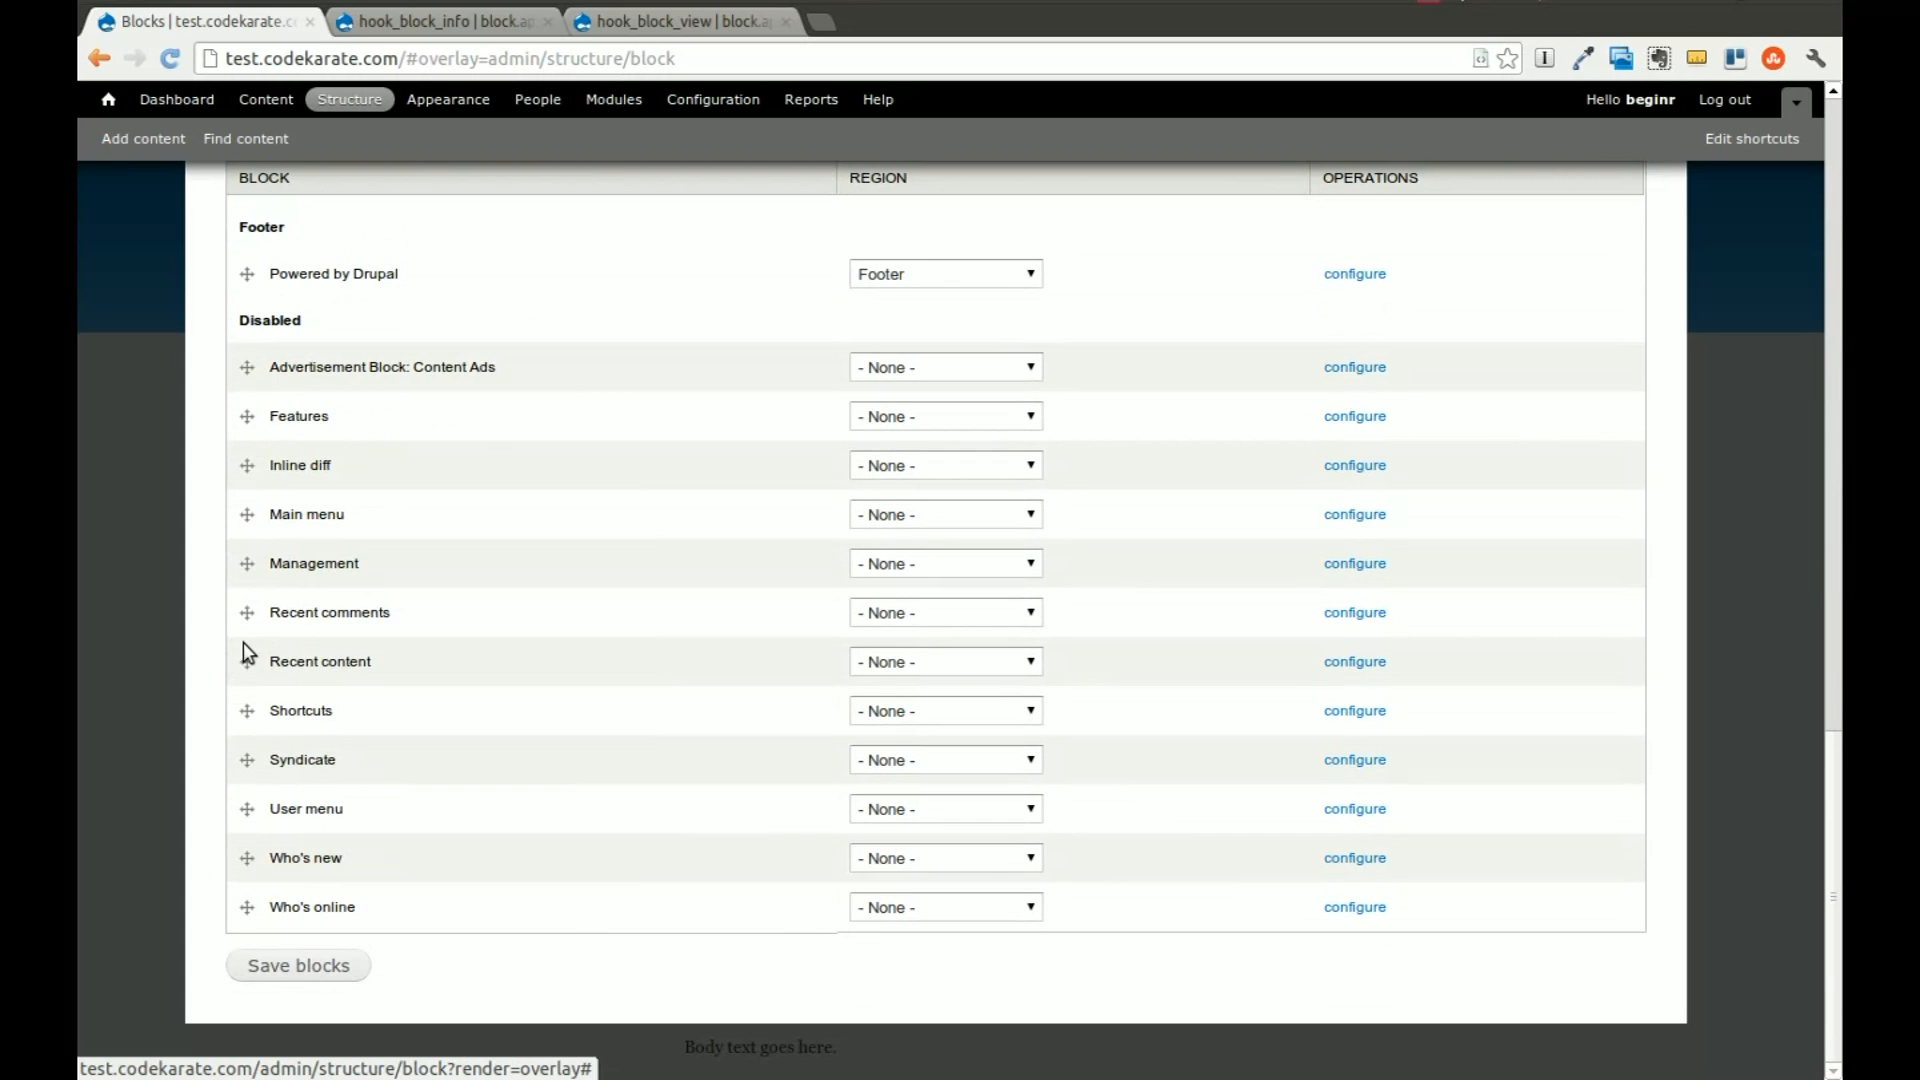 Blocks | test.codekarate.c
hook_block_info | block.ap
hook_block_view | block.a
test.codekarate.com/#overlay=admin/structure/block
Dashboard Content Structure Appearance People Modules Configuration Reports Help Hello beginr Log out
Add content Find content Edit shortcuts
BLOCK REGION OPERATIONS
Footer
Powered by Drupal Footer configure
Disabled
Advertisement Block: Content Ads - None - configure
Features - None - configure
Inline diff - None - configure
Main menu - None - configure
Management - None - configure
Recent comments - None - configure
Recent content - None - configure
Shortcuts - None - configure
Syndicate - None - configure
User menu - None - configure
Who's new - None - configure
Who's online - None - configure
Save blocks
Body text goes here.
test.codekarate.com/admin/structure/block?render=overlay#